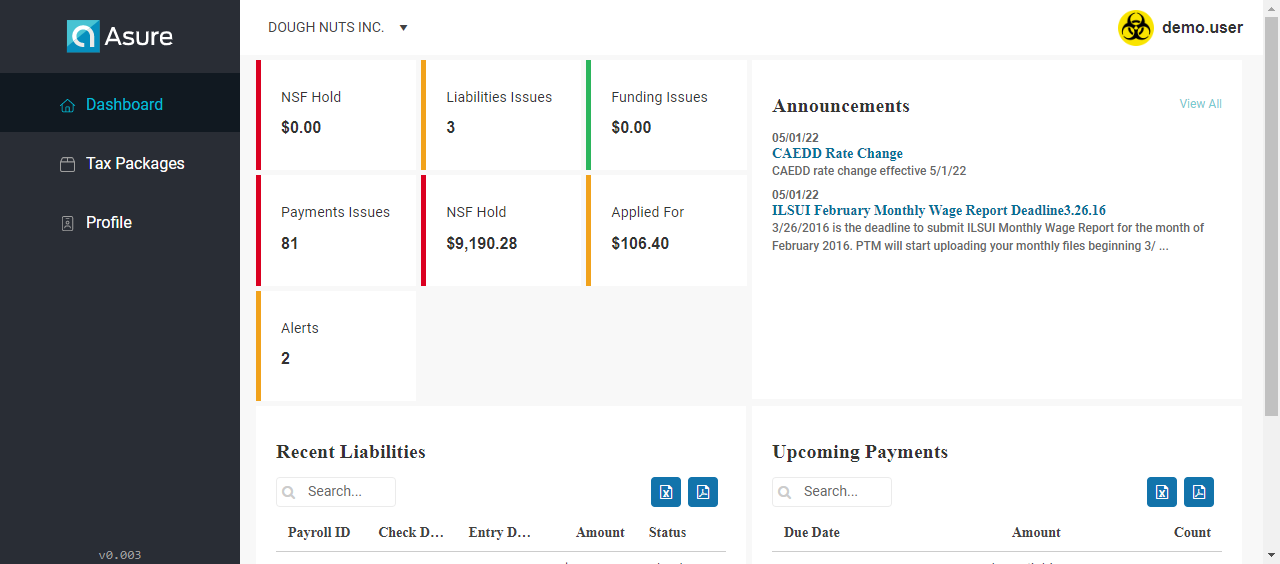 Asure
DOUGH NUTS INC.
demo.user
Dashboard
Tax Packages
Profile
v0.003
NSF Hold
$0.00
Liabilities Issues
3
Funding Issues
$0.00
Payments Issues
81
NSF Hold
$9,190.28
Applied For
$106.40
Alerts
2
Announcements
View All
05/01/22
CAEDD Rate Change
CAEDD rate change effective 5/1/22
05/01/22
ILSUI February Monthly Wage Report Deadline3.26.16
3/26/2016 is the deadline to submit ILSUI Monthly Wage Report for the month of
February 2016. PTM will start uploading your monthly files beginning 3/ ...
Recent Liabilities
Search...
Payroll ID Check D... Entry D... Amount Status
Upcoming Payments
Search...
Due Date Amount Count